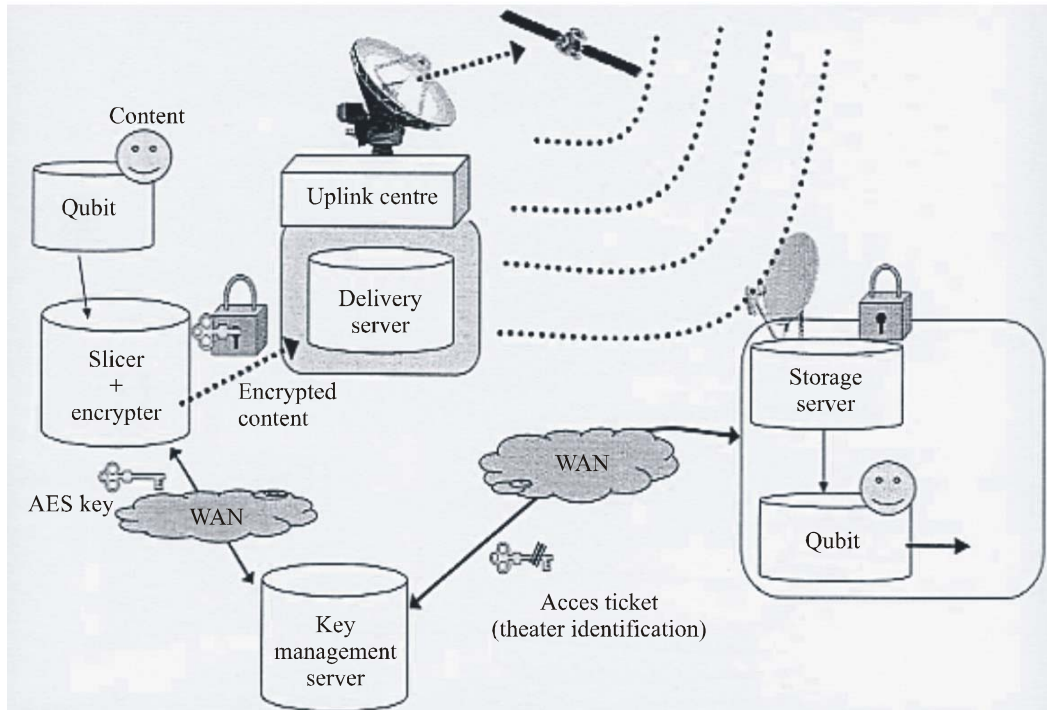 Content
Qubit
Uplink centre
Delivery
server
Slicer
+
encrypter
Encrypted
content
Storage
server
WAN
AES key
WAN
Qubit
Key
management
server
Acces ticket
(theater identification)